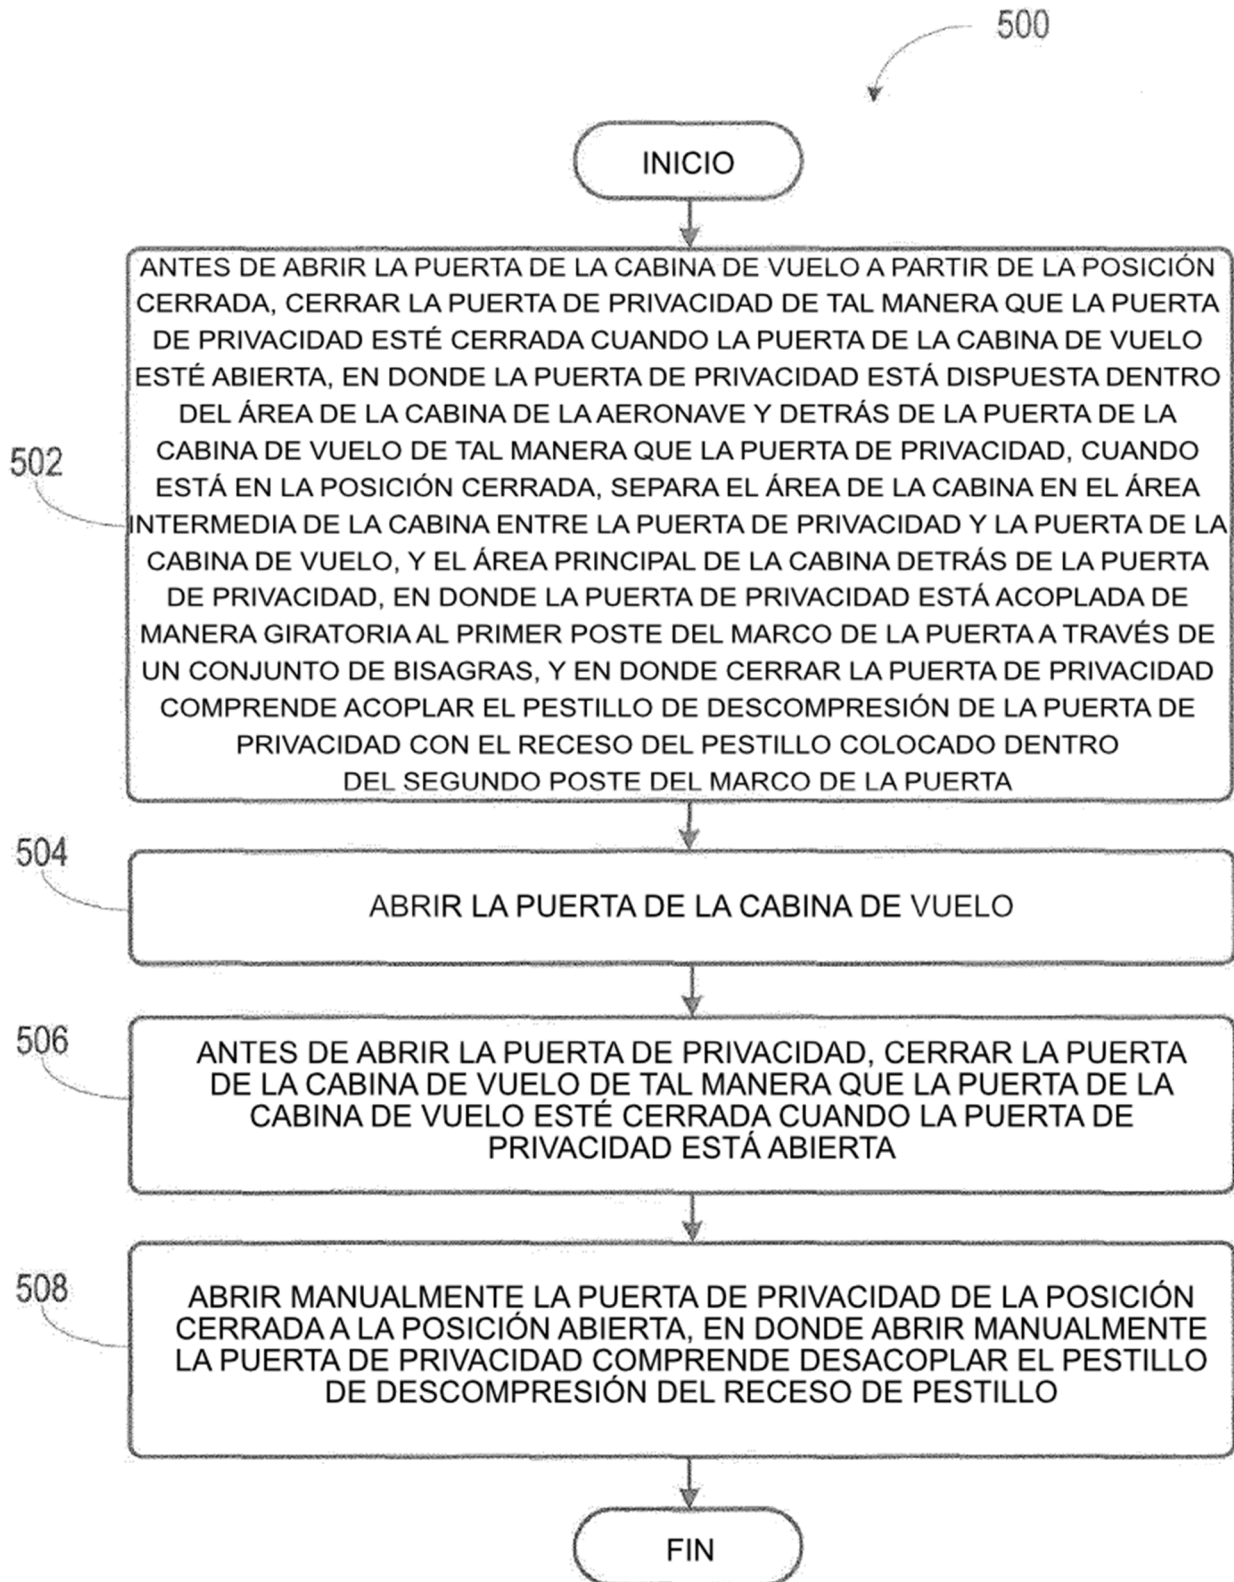 500
INICIO
ANTES DE ABRIR LA PUERTA DE LA CABINA DE VUELO A PARTIR DE LA POSICIÓN
CERRADA, CERRAR LA PUERTA DE PRIVACIDAD DE TAL MANERA QUE LA PUERTA
DE PRIVACIDAD ESTÉ CERRADA CUANDO LA PUERTA DE LA CABINA DE VUELO
ESTÉ ABIERTA, EN DONDE LA PUERTA DE PRIVACIDAD ESTÁ DISPUESTA DENTRO
DEL ÁREA DE LA CABINA DE LA AERONAVE Y DETRÁS DE LA PUERTA DE LA
CABINA DE VUELO DE TAL MANERA QUE LA PUERTA DE PRIVACIDAD, CUANDO
502
ESTÁ EN LA POSICIÓN CERRADA, SEPARA EL ÁREA DE LA CABINA EN EL ÁREA
INTERMEDIA DE LA CABINA ENTRE LA PUERTA DE PRIVACIDAD Y LA PUERTA DE LA
CABINA DE VUELO, Y EL ÁREA PRINCIPAL DE LA CABINA DETRÁS DE LA PUERTA
DE PRIVACIDAD, EN DONDE LA PUERTA DE PRIVACIDAD ESTÁ ACOPLADA DE
MANERA GIRATORIA AL PRIMER POSTE DEL MARCO DE LA PUERTA A TRAVÉS DE
UN CONJUNTO DE BISAGRAS, Y EN DONDE CERRAR LA PUERTA DE PRIVACIDAD
COMPRENDE ACOPLAR EL PESTILLO DE DESCOMPRESIÓN DE LA PUERTA DE
PRIVACIDAD CON EL RECESO DEL PESTILLO COLOCADO DENTRO
DEL SEGUNDO POSTE DEL MARCO DE LA PUERTA
504
ABRIR LA PUERTA DE LA CABINA DE VUELO
506
ANTES DE ABRIR LA PUERTA DE PRIVACIDAD, CERRAR LA PUERTA
DE LA CABINA DE VUELO DE TAL MANERA QUE LA PUERTA DE LA
CABINA DE VUELO ESTÉ CERRADA CUANDO LA PUERTA DE
PRIVACIDAD ESTÁ ABIERTA
508
ABRIR MANUALMENTE LA PUERTA DE PRIVACIDAD DE LA POSICIÓN
CERRADA A LA POSICIÓN ABIERTA, EN DONDE ABRIR MANUALMENTE
LA PUERTA DE PRIVACIDAD COMPRENDE DESACOPLAR EL PESTILLO
DE DESCOMPRESIÓN DEL RECESO DE PESTILLO
FIN